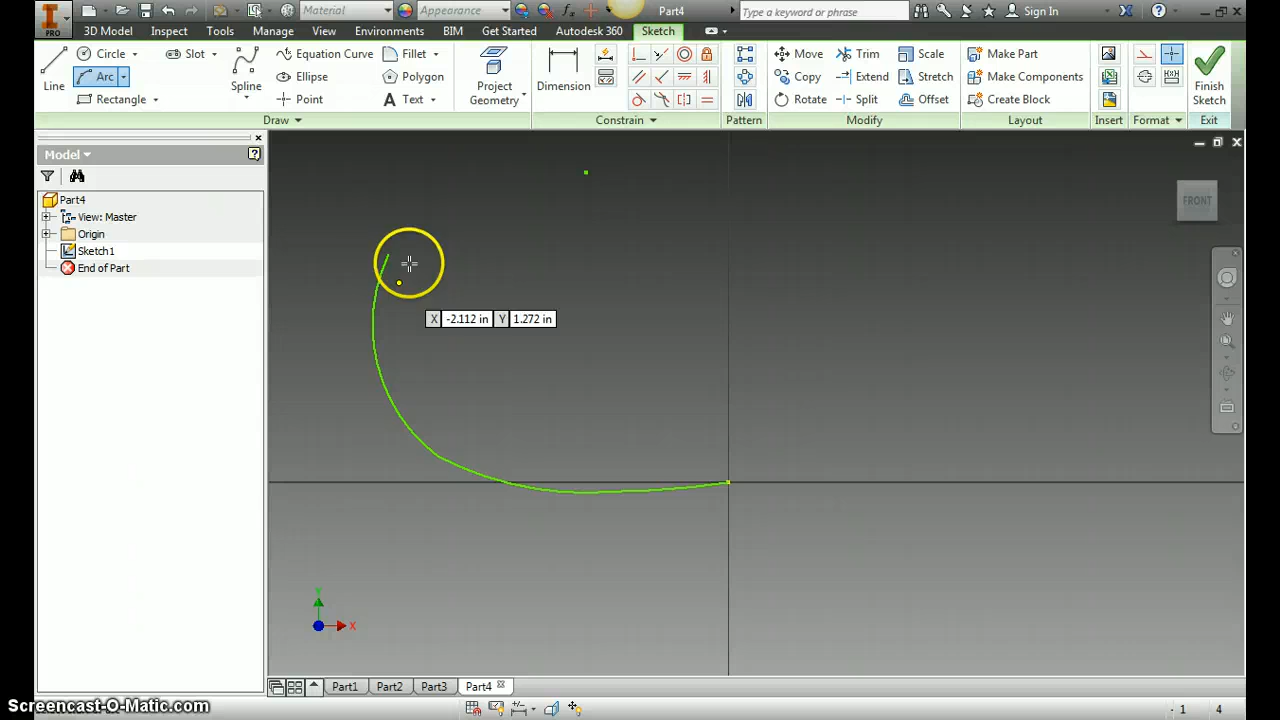 Material
Appearance
Part4
Type a keyword or phrase
Sign In
PRO
3D Model
Inspect
Tools
Manage
View
Environments
BIM
Get Started
Autodesk 360
Sketch
Line
Circle
Arc
Rectangle
Slot
Spline
Equation Curve
Ellipse
Point
Fillet
Polygon
Text
Project
Geometry
Dimension
Move
Copy
Rotate
Trim
Extend
Split
Scale
Stretch
Offset
Make Part
Make Components
Create Block
Finish
Sketch
Draw
Constrain
Pattern
Modify
Layout
Insert
Format
Exit
Model
Part4
View: Master
Origin
Sketch1
End of Part
FRONT
X -2.112 in Y 1.272 in
Y
X
Part1
Part2
Part3
Part4
Screencast-O-Matic.com
1
4